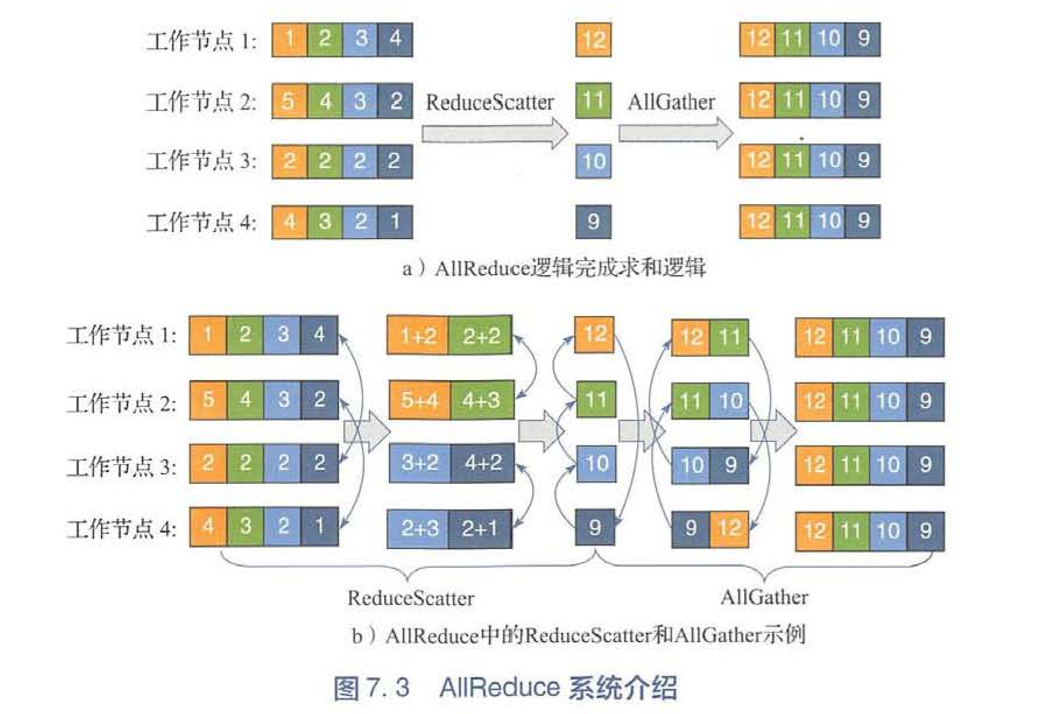 工作节点 1: 1 2 3 4 12 12 11 10 9
工作节点 2: 5 4 3 2 ReduceScatter 11 AllGather 12 11 10 9
工作节点 3: 2 2 2 2 10 12 11 10 9
工作节点 4: 4 3 2 1 9 12 11 10 9
a）AllReduce逻辑完成求和逻辑
工作节点 1: 1 2 3 4 1+2 2+2 12 12 11 12 11 10 9
工作节点 2: 5 4 3 2 5+4 4+3 11 11 10 12 11 10 9
工作节点 3: 2 2 2 2 3+2 4+2 10 10 9 12 11 10 9
工作节点 4: 4 3 2 1 2+3 2+1 9 9 12 12 11 10 9
ReduceScatter AllGather
b）AllReduce中的ReduceScatter和AllGather示例
图 7. 3 AllReduce 系统介绍